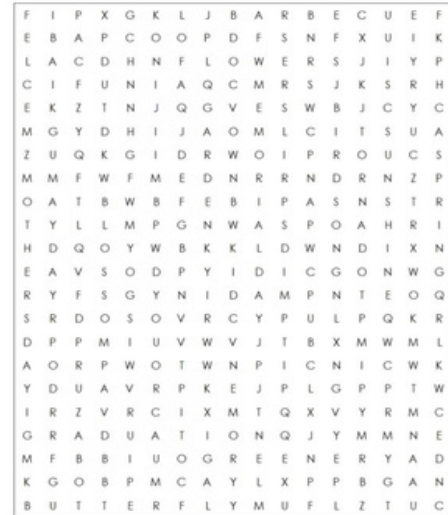 F I P X G K L J B A R B E C U E F
E B A P C O O P D F S N F X U I K
L A C D H N F L O W E R S J I Y P
C I F U N I A Q C M R S J K S R H
E K Z T N J Q G V E S W B J C Y C
M G Y D H I J A O M L C I T S U A
Z U Q K G I D R W O I P R O U C S
M M F W F M E D N R R N D R N Z P
O A T B W B F E B I P A S N S T R
T Y L L M P G N W A S P O A H R I
H D Q O Y W B K K L D W N D I X N
E A V S O D P Y I D I C G O N W G
R Y F S G Y N I D A M P N T E O Q
S R D O S O V R C Y P U L P Q K R
D P P M I U V W V J T B X M W M L
A O R P W O T W N P I C N I C W K
Y D U A V R P K E J P L G P P T W
I R Z V R C I X M T Q X V Y R M C
G R A D U A T I O N Q J Y M M N E
M F B B I U O G R E E N E R Y A D
K G O B P M C A Y L X P P B G A N
B U T T E R F L Y M U F L Z T U C